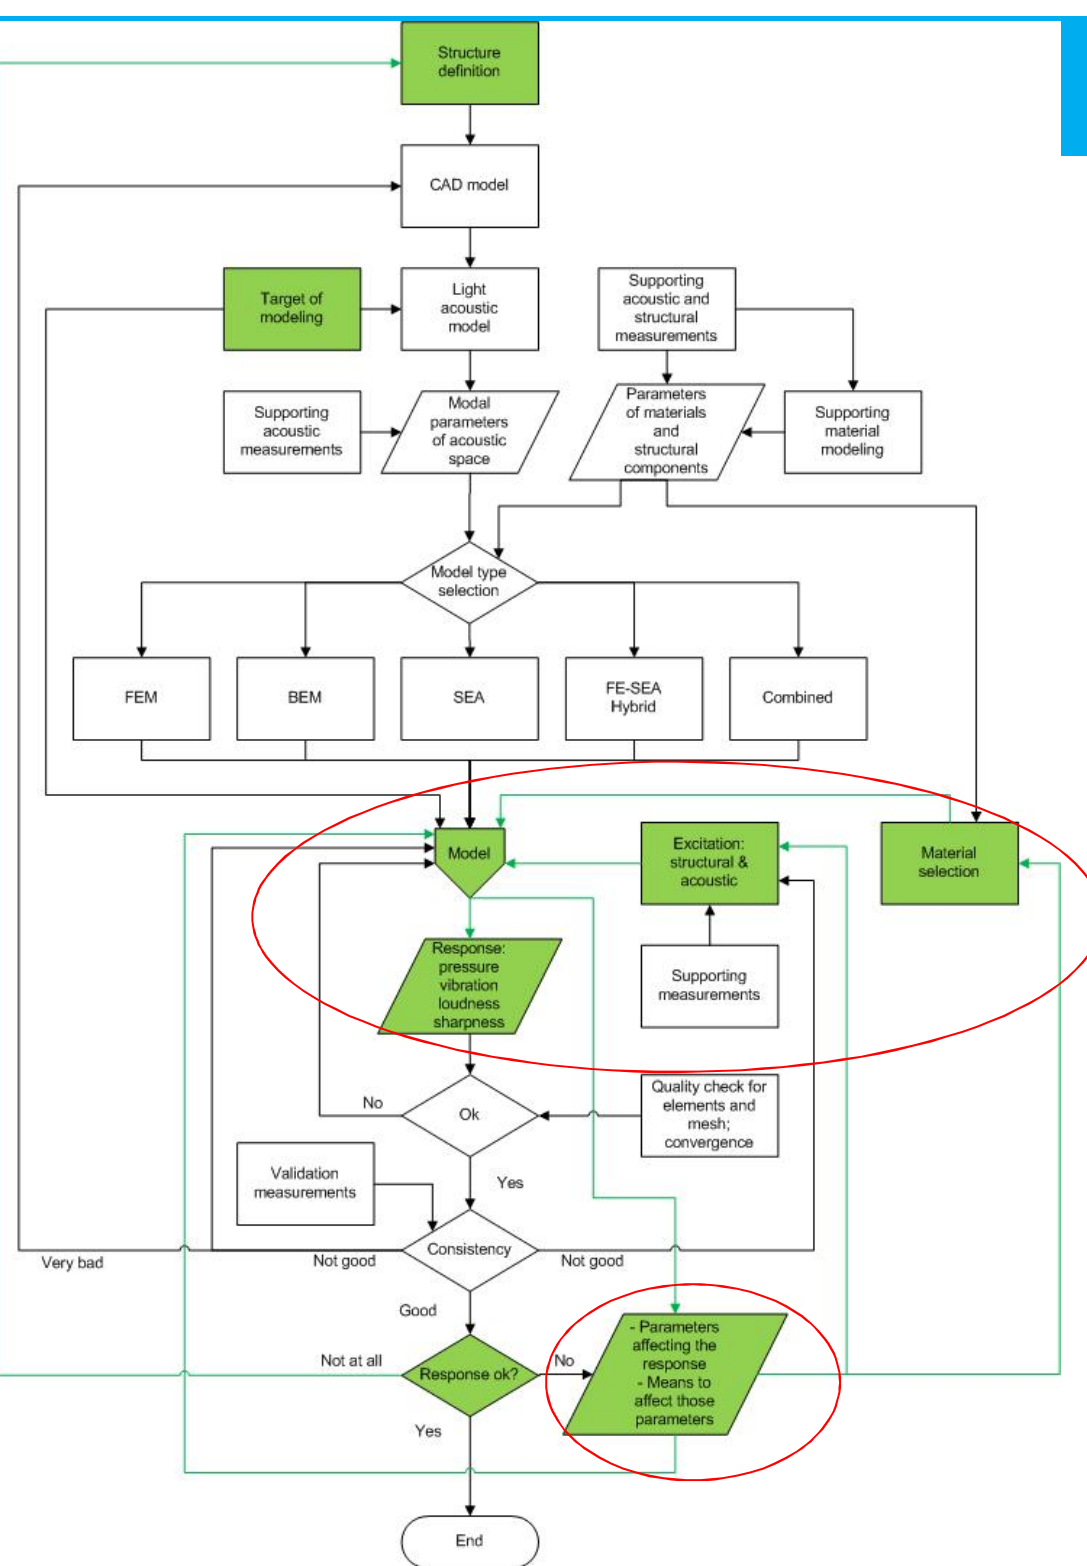 Structure
definition
CAD model
Target of
modeling
Light
acoustic
model
Supporting
acoustic and
structural
measurements
Supporting
acoustic
measurements
Modal
parameters
of acoustic
space
Parameters
of materials
and
structural
components
Supporting
material
modeling
Model type
selection
FEM
BEM
SEA
FE-SEA
Hybrid
Combined
Model
Excitation:
structural &
acoustic
Material
selection
Response:
pressure
vibration
loudness
sharpness
Supporting
measurements
No
Ok
Quality check for
elements and
mesh;
convergence
Yes
Validation
measurements
Very bad
Not good
Consistency
Not good
Good
Not at all
Response ok?
No
- Parameters
affecting the
response
- Means to
affect those
parameters
Yes
End